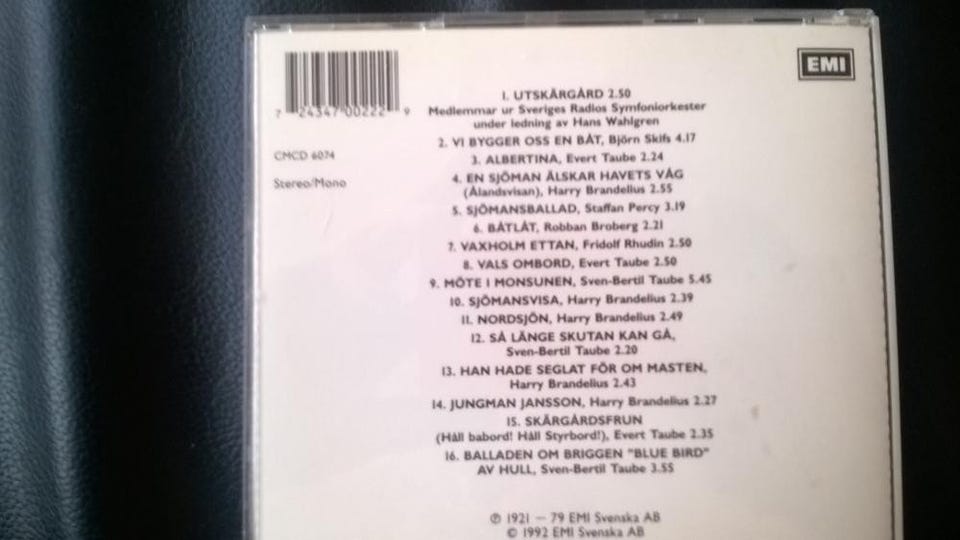 EMI
1. UTSKÄRGÅRD 2.50
7 24347 00222 9
Medlemmar ur Sveriges Radios Symfoniorkester
under ledning av Hans Wahlgren
2. VI BYGGER OSS EN BÅT, Björn Skifs 4.17
CMCD 6074
3. ALBERTINA, Evert Taube 2.24
4. EN SJÖMAN ÄLSKAR HAVETS VÅG
Stereo/Mono
(Ålandsvisan), Harry Brandelius 2.55
5. SJÖMANSBALLAD, Staffan Percy 3.19
6. BÅTLÅT, Robban Broberg 2.21
7. VAXHOLM ETTAN, Fridolf Rhudin 2.50
8. VALS OMBORD, Evert Taube 2.50
9. MÖTE I MONSUNEN, Sven-Bertil Taube 5.45
10. SJÖMANSVISA, Harry Brandelius 2.39
11. NORDSJÖN, Harry Brandelius 2.49
12. SÅ LÄNGE SKUTAN KAN GÅ,
Sven-Bertil Taube 2.20
13. HAN HADE SEGLAT FÖR OM MASTEN,
Harry Brandelius 2.43
14. JUNGMAN JANSSON, Harry Brandelius 2.27
15. SKÄRGÅRDSFRUN
(Håll babord! Håll Styrbord!), Evert Taube 2.35
16. BALLADEN OM BRIGGEN "BLUE BIRD"
AV HULL, Sven-Bertil Taube 3.55
℗ 1921 – 79 EMI Svenska AB
© 1992 EMI Svenska AB